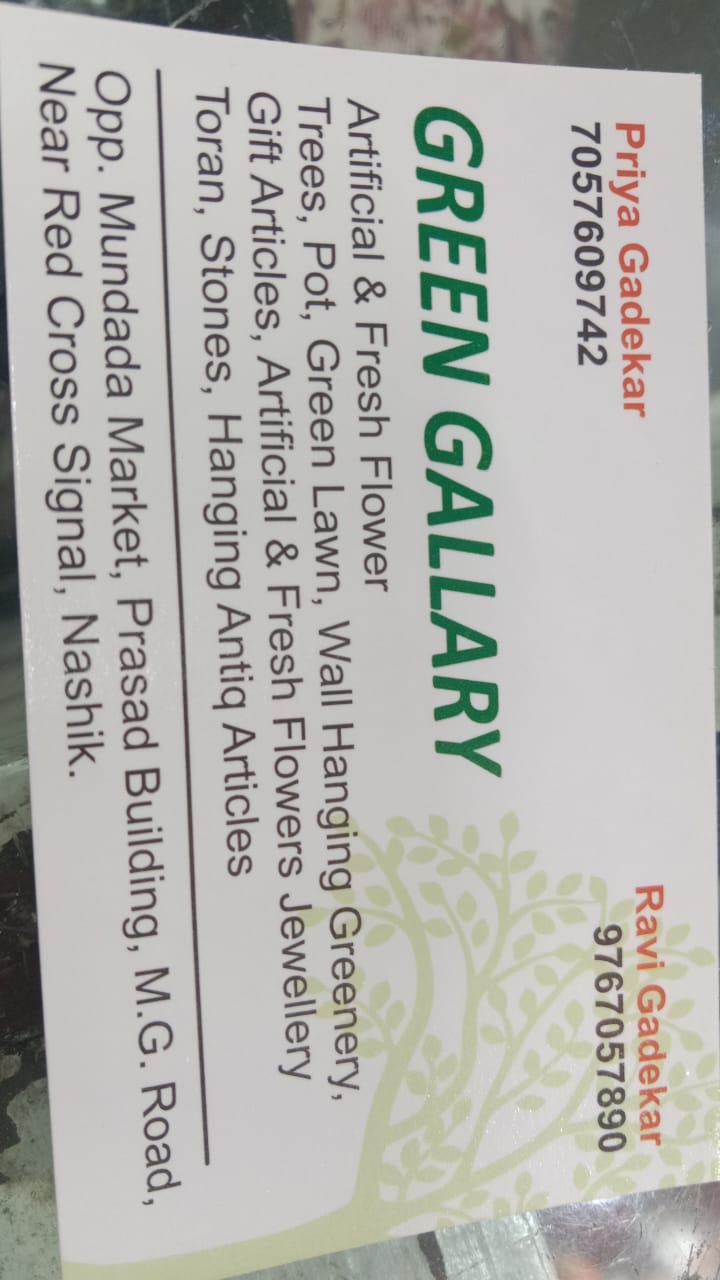 Priya Gadekar
7057609742
Ravi Gadekar
9767057890
GREEN GALLARY
Artificial & Fresh Flower
Trees, Pot, Green Lawn, Wall Hanging Greenery,
Gift Articles, Artificial & Fresh Flowers Jewellery
Toran, Stones, Hanging Antiq Articles
Opp. Mundada Market, Prasad Building, M.G. Road,
Near Red Cross Signal, Nashik.